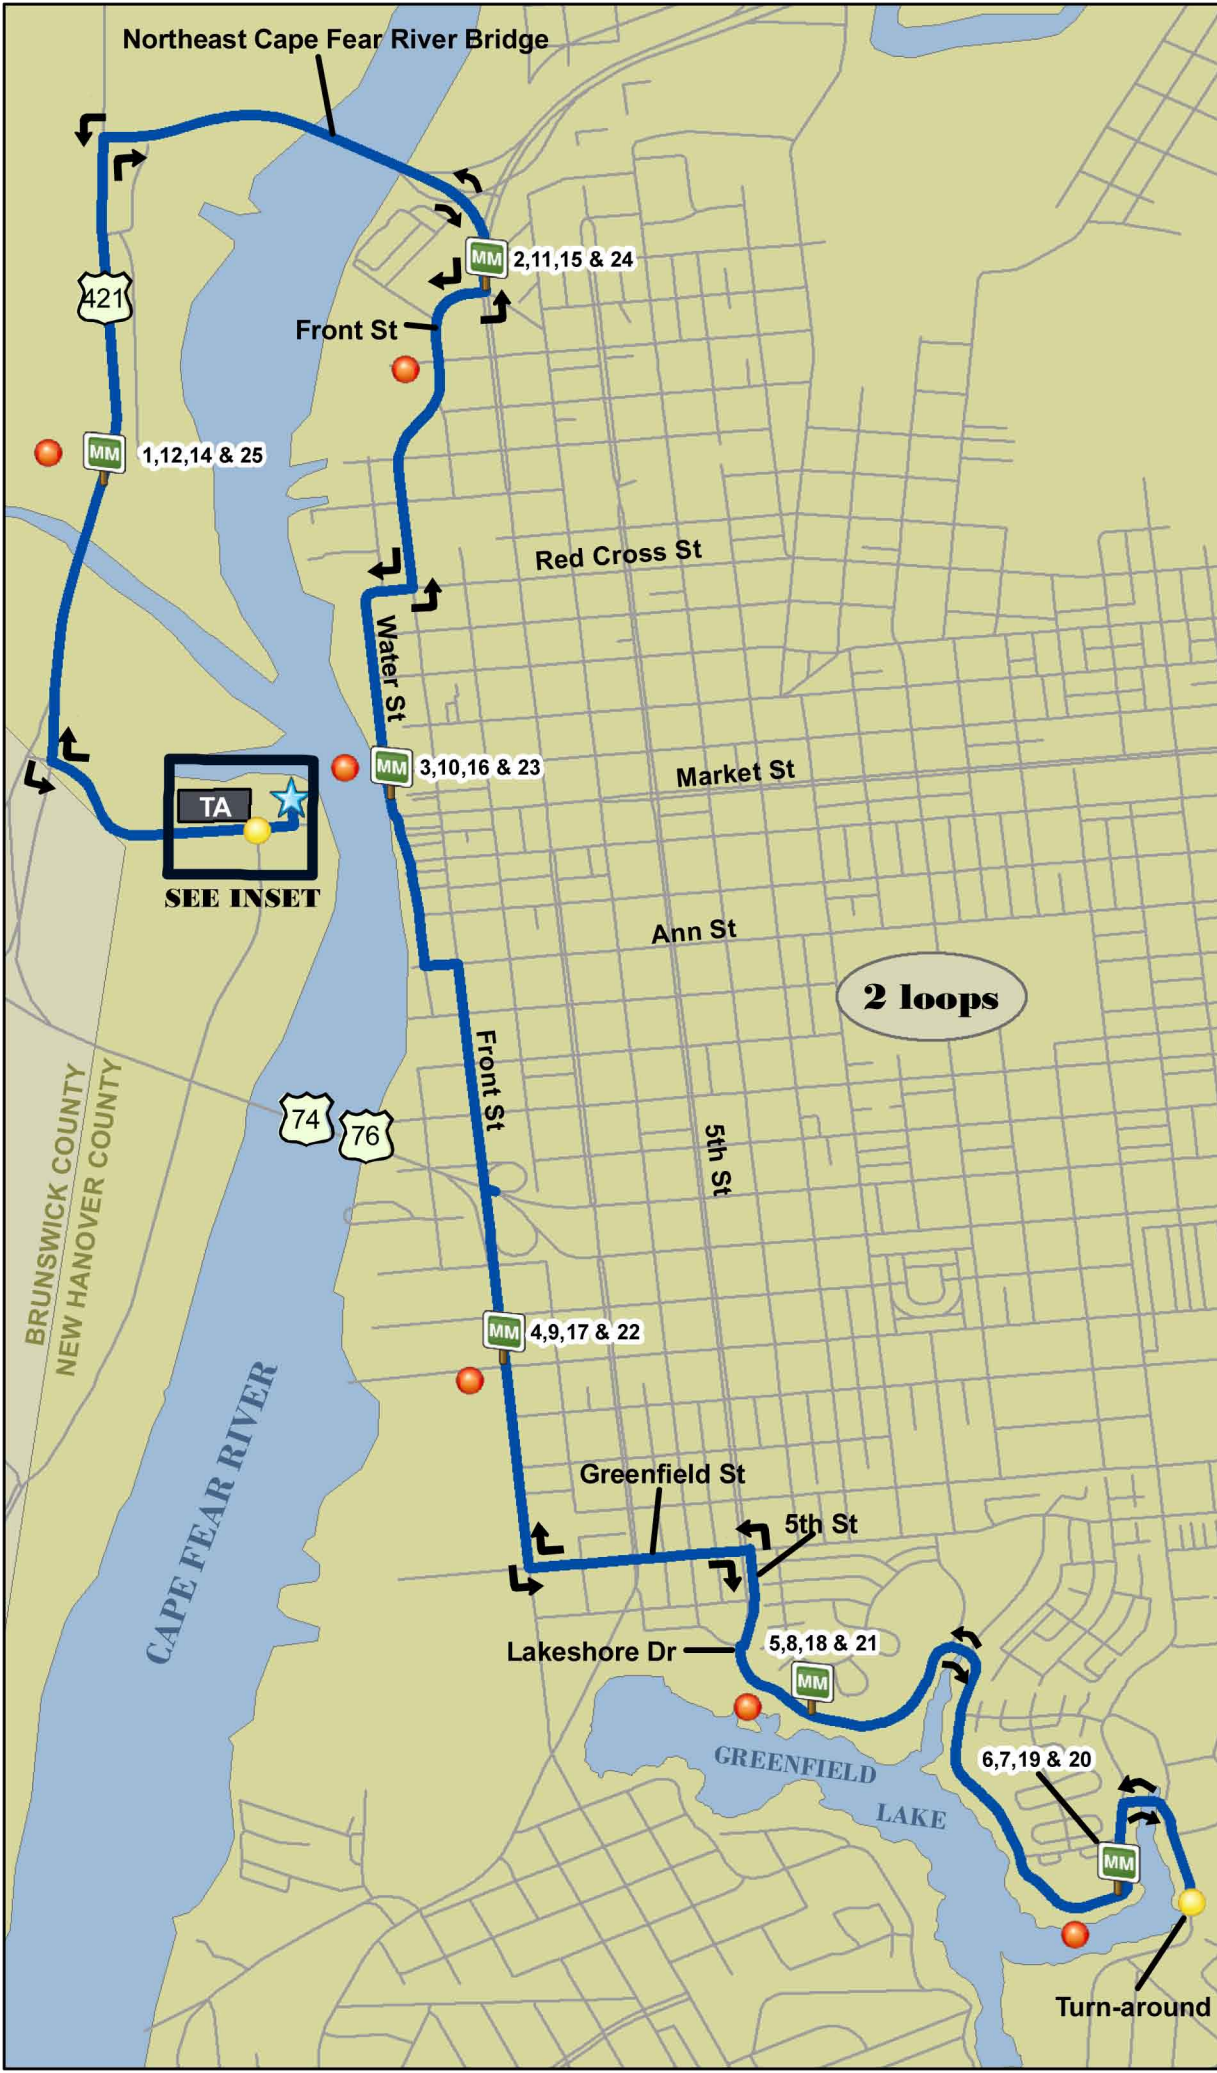 Northeast Cape Fear River Bridge
MM 2,11,15 & 24
421
Front St
MM 1,12,14 & 25
Red Cross St
Water St
MM 3,10,16 & 23
Market St
TA
SEE INSET
Ann St
2 loops
Front St
BRUNSWICK COUNTY
NEW HANOVER COUNTY
74
76
5th St
MM 4,9,17 & 22
CAPE FEAR RIVER
Greenfield St
5th St
Lakeshore Dr
5,8,18 & 21
MM
GREENFIELD
LAKE
6,7,19 & 20
MM
Turn-around